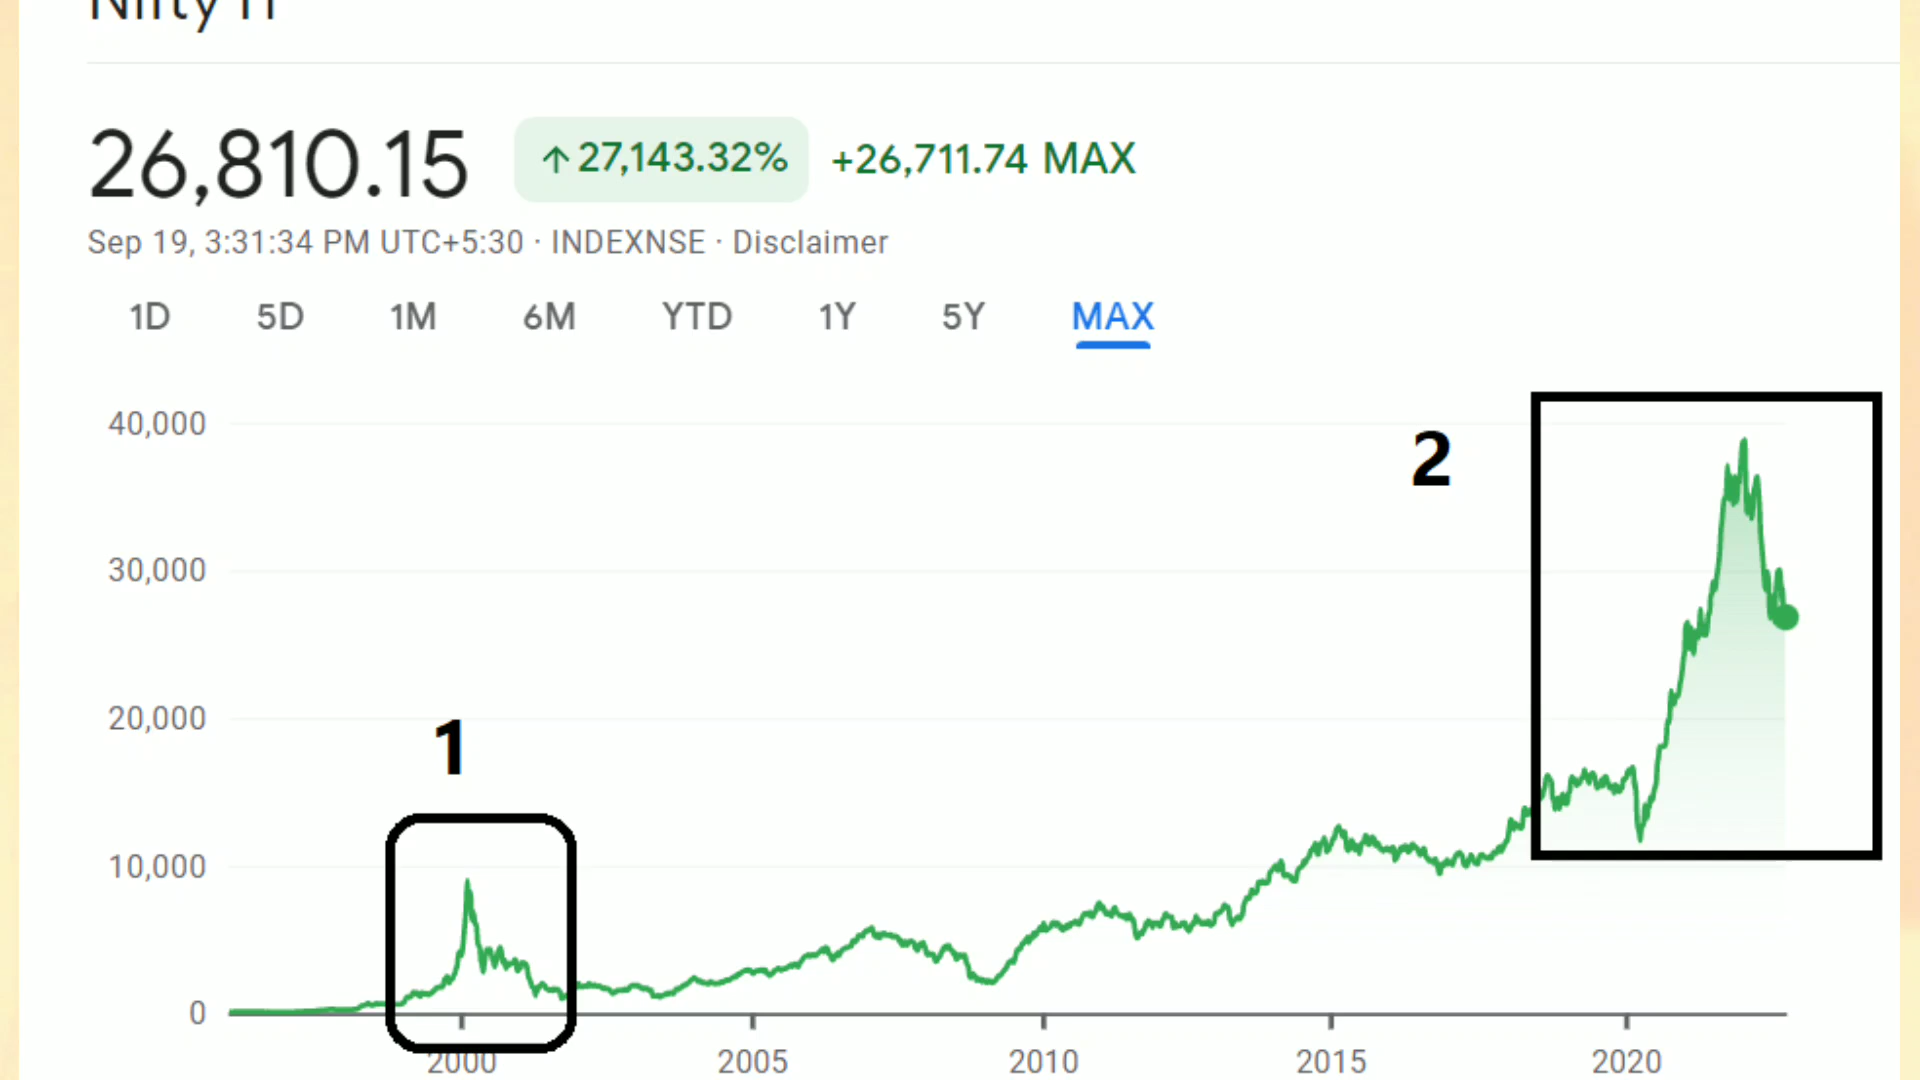 Nifty IT
26,810.15 ↑ 27,143.32% +26,711.74 MAX
Sep 19, 3:31:34 PM UTC+5:30 · INDEXNSE · Disclaimer
1D 5D 1M 6M YTD 1Y 5Y MAX
40,000
2
30,000
20,000
1
10,000
0
2000 2005 2010 2015 2020